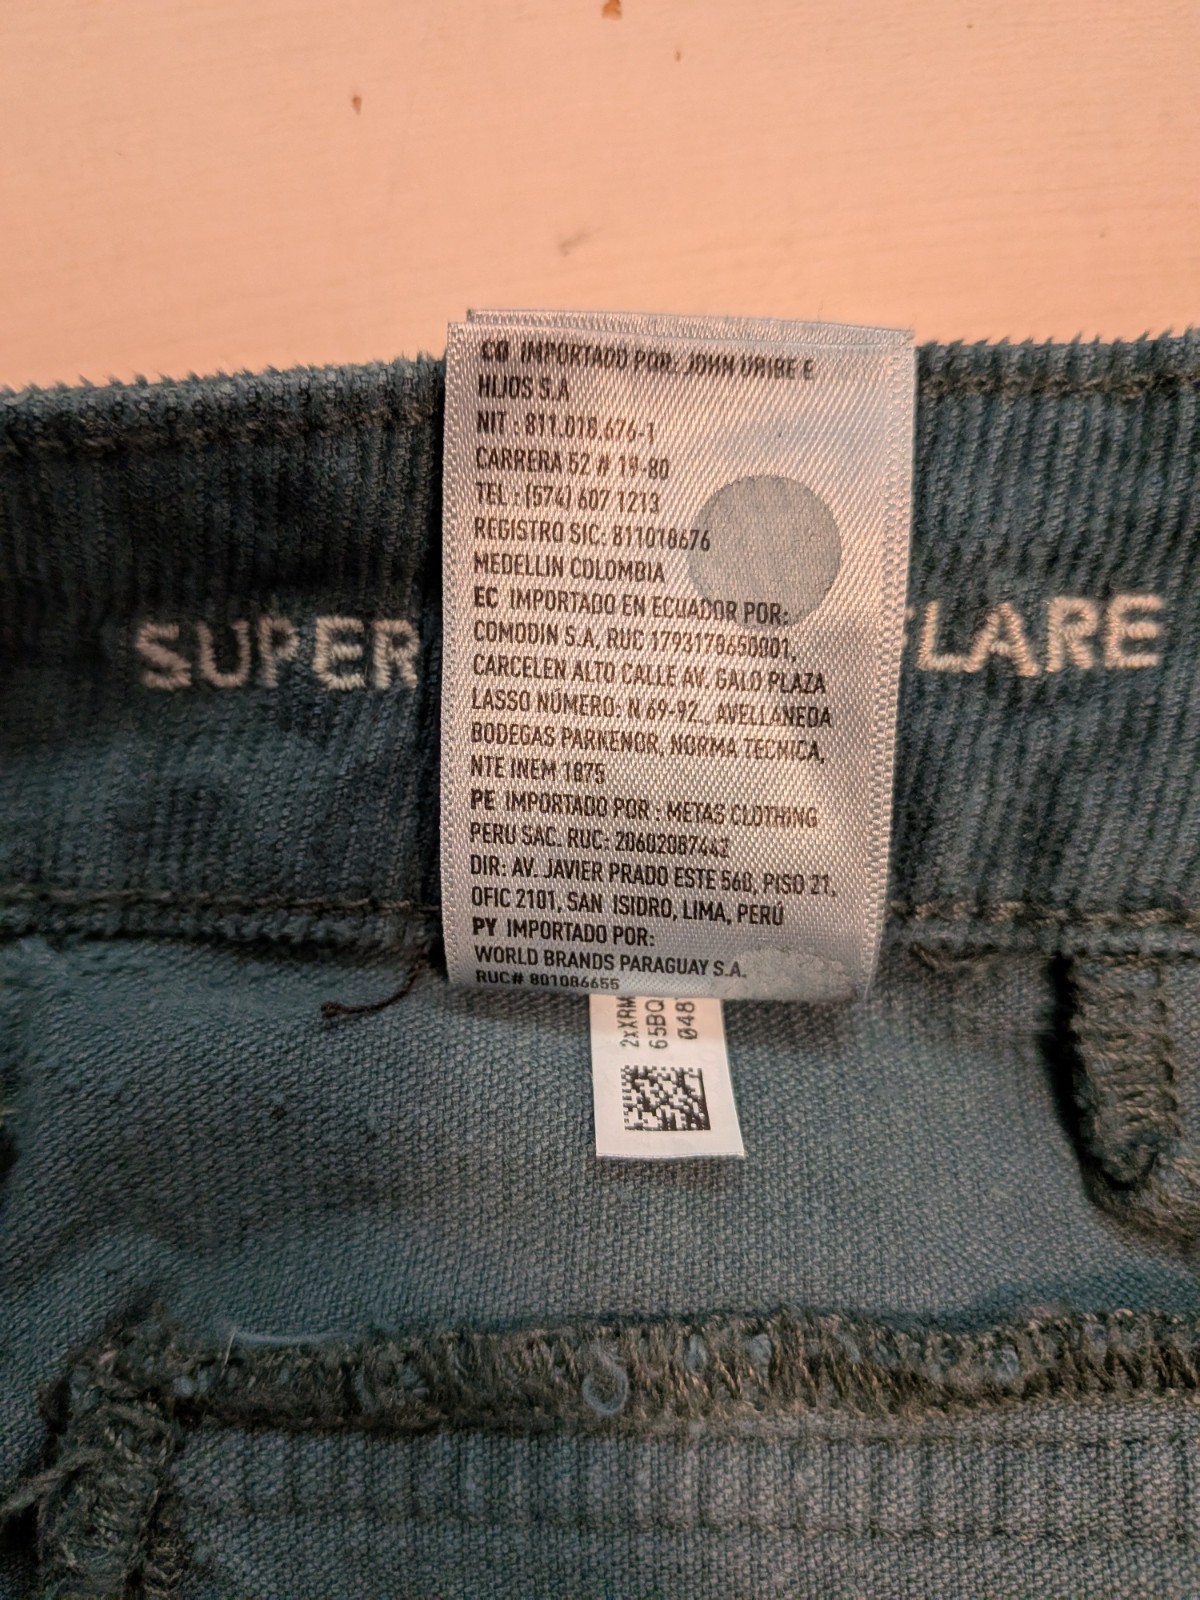 CO IMPORTADO POR: JOHN URIBE E
HIJOS S.A
NIT : 811.018.676-1
CARRERA 52 # 19-80
TEL : (574) 607 1213
REGISTRO SIC: 811018676
MEDELLIN COLOMBIA
EC IMPORTADO EN ECUADOR POR:
COMODIN S.A, RUC 1793178650001,
CARCELEN ALTO CALLE AV. GALO PLAZA
LASSO NÚMERO: N 69-92., AVELLANEDA
BODEGAS PARKENOR, NORMA TECNICA,
NTE INEM 1875
PE IMPORTADO POR : METAS CLOTHING
PERU SAC. RUC: 20602087442
DIR: AV. JAVIER PRADO ESTE 560, PISO 21,
OFIC 2101, SAN ISIDRO, LIMA, PERÚ
PY IMPORTADO POR:
WORLD BRANDS PARAGUAY S.A.
RUC# 801086655
SUPER
LARE
2xXRM
65BQ
048